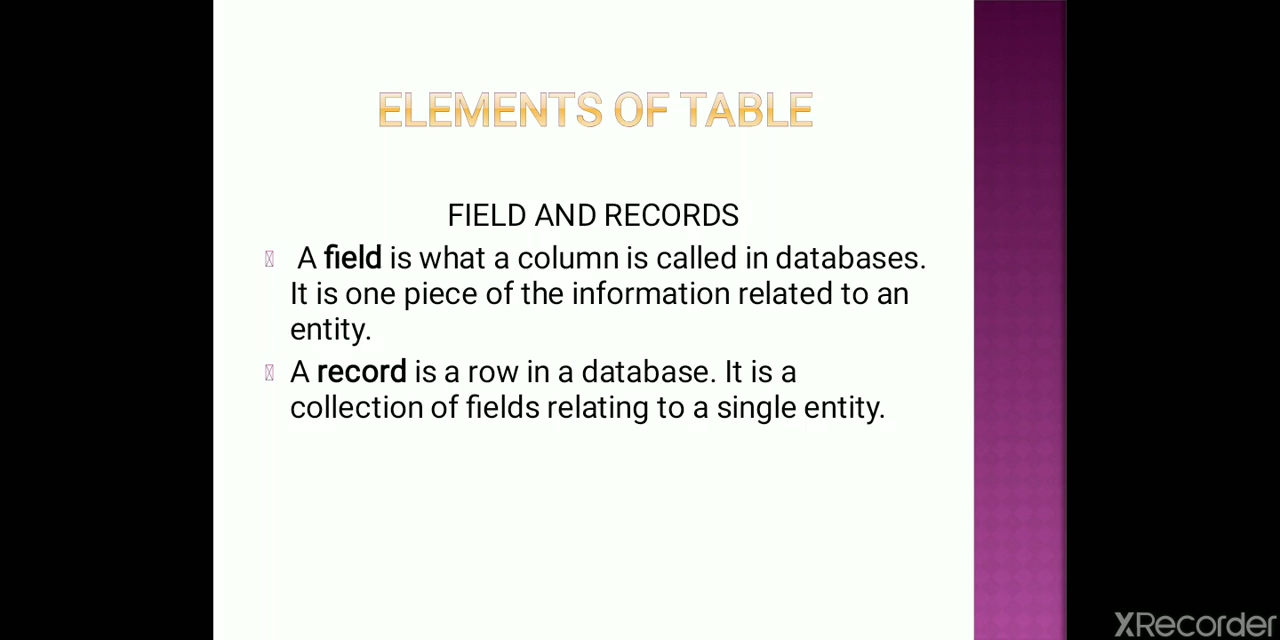 ELEMENTS OF TABLE
FIELD AND RECORDS
A field is what a column is called in databases.
It is one piece of the information related to an
entity.
A record is a row in a database. It is a
collection of fields relating to a single entity.
XRecorder